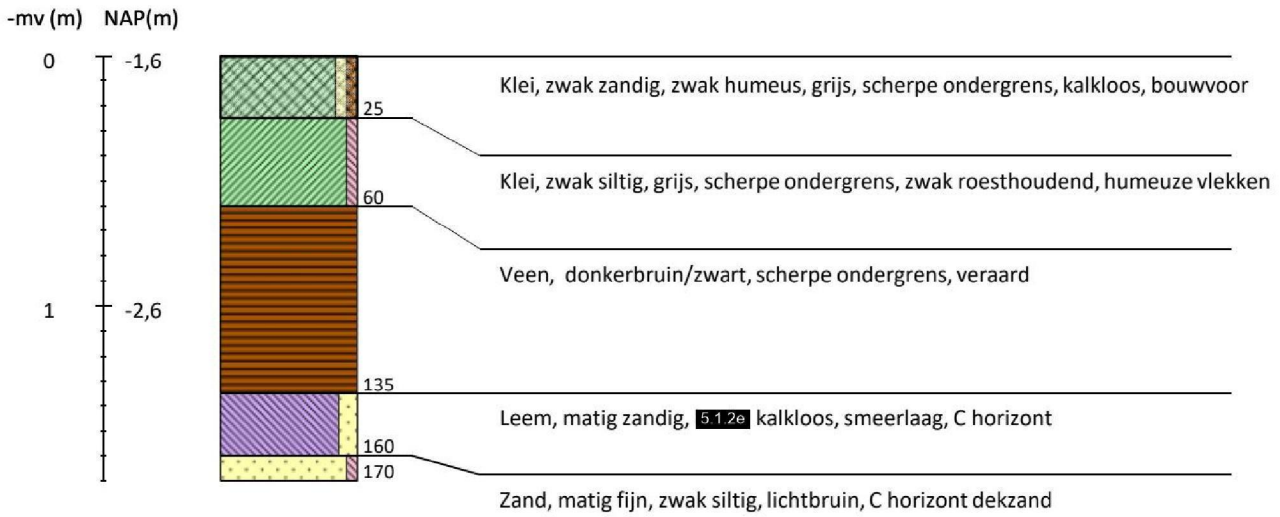 -mv (m) NAP(m)
0 -1,6
Klei, zwak zandig, zwak humeus, grijs, scherpe ondergrens, kalkloos, bouwvoor
25
Klei, zwak siltig, grijs, scherpe ondergrens, zwak roesthoudend, humeuze vlekken
60
Veen, donkerbruin/zwart, scherpe ondergrens, veraard
1 -2,6
135
Leem, matig zandig, 5.1.2e kalkloos, smeerlaag, C horizont
160
170
Zand, matig fijn, zwak siltig, lichtbruin, C horizont dekzand